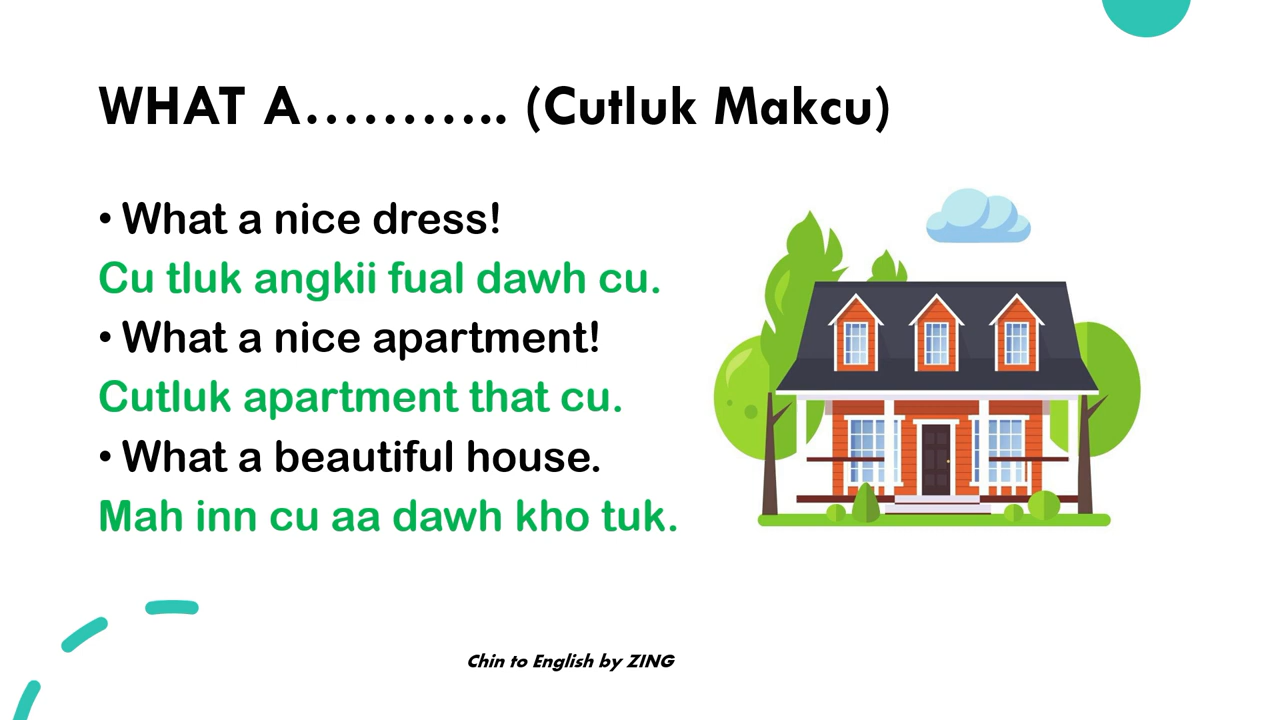 WHAT A……….. (Cutluk Makcu)
• What a nice dress!
Cu tluk angkii fual dawh cu.
• What a nice apartment!
Cutluk apartment that cu.
• What a beautiful house.
Mah inn cu aa dawh kho tuk.
Chin to English by ZING